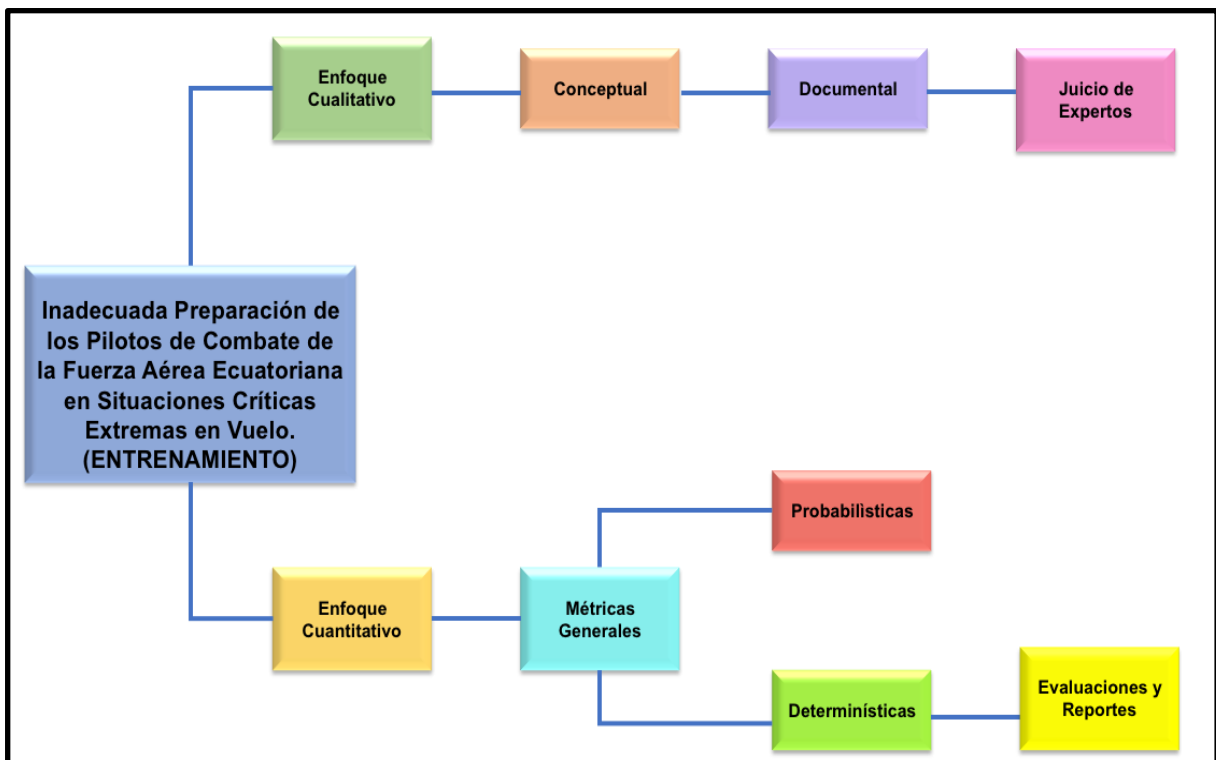 Enfoque
Cualitativo
Conceptual
Documental
Juicio de
Expertos
Inadecuada Preparación de
los Pilotos de Combate de
la Fuerza Aérea Ecuatoriana
en Situaciones Críticas
Extremas en Vuelo.
(ENTRENAMIENTO)
Probabilìsticas
Enfoque
Cuantitativo
Métricas
Generales
Determinísticas
Evaluaciones y
Reportes